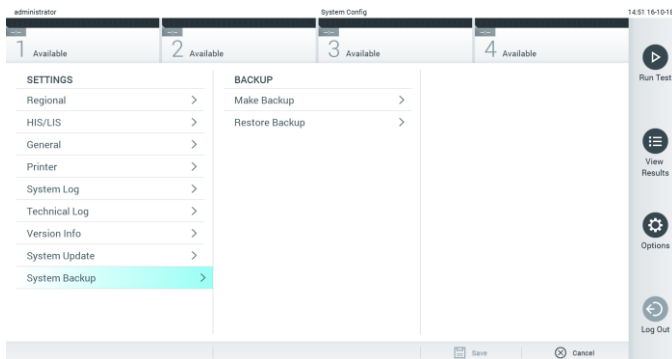 administrator System Config 14:51 16-10-18
1 Available 2 Available 3 Available 4 Available
SETTINGS BACKUP
Regional Make Backup
HIS/LIS Restore Backup
General
Printer
System Log
Technical Log
Version Info
System Update
System Backup
Run Test
View
Results
Options
Log Out
Save Cancel